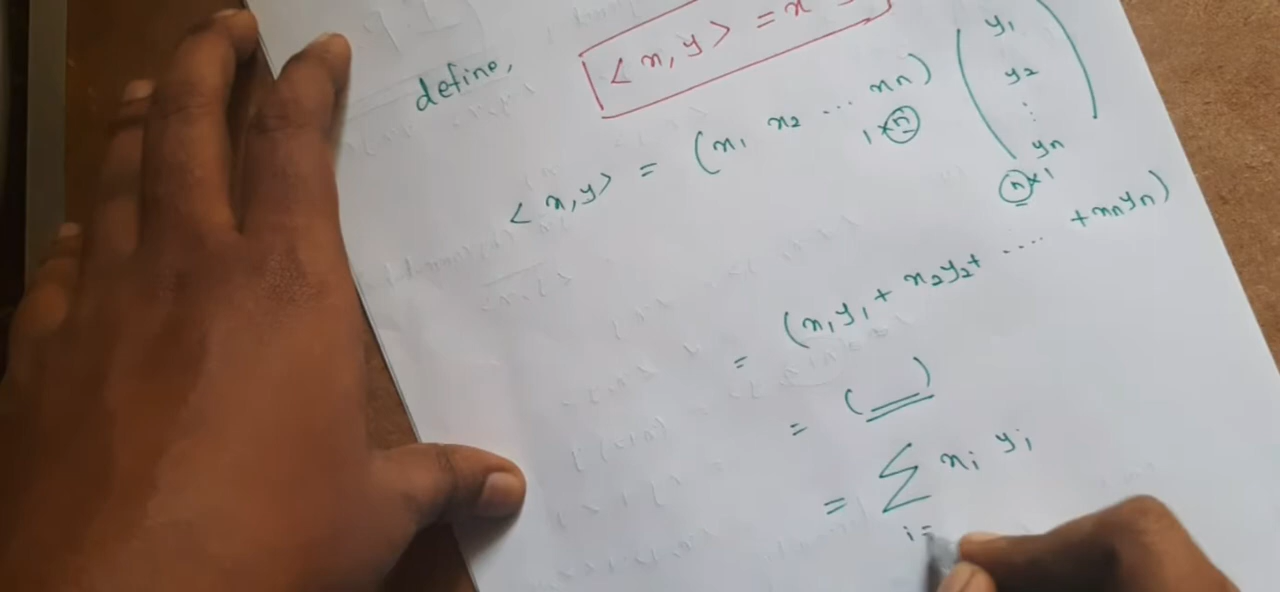 define,
<x,y> = x
<x,y> = (x1 x2 ... xn) (y1 y2 ⋮ yn)
1×n n×1
= (x1y1 + x2y2+ .... +xnyn)
= ( )
= ∑ xi yi
i=